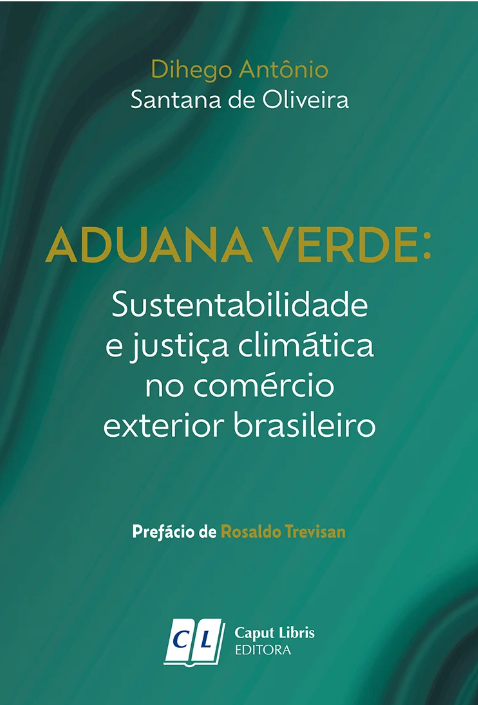 Dihego Antônio
Santana de Oliveira
ADUANA VERDE:
Sustentabilidade
e justiça climática
no comércio
exterior brasileiro
Prefácio de Rosaldo Trevisan
CL
Caput Libris
EDITORA